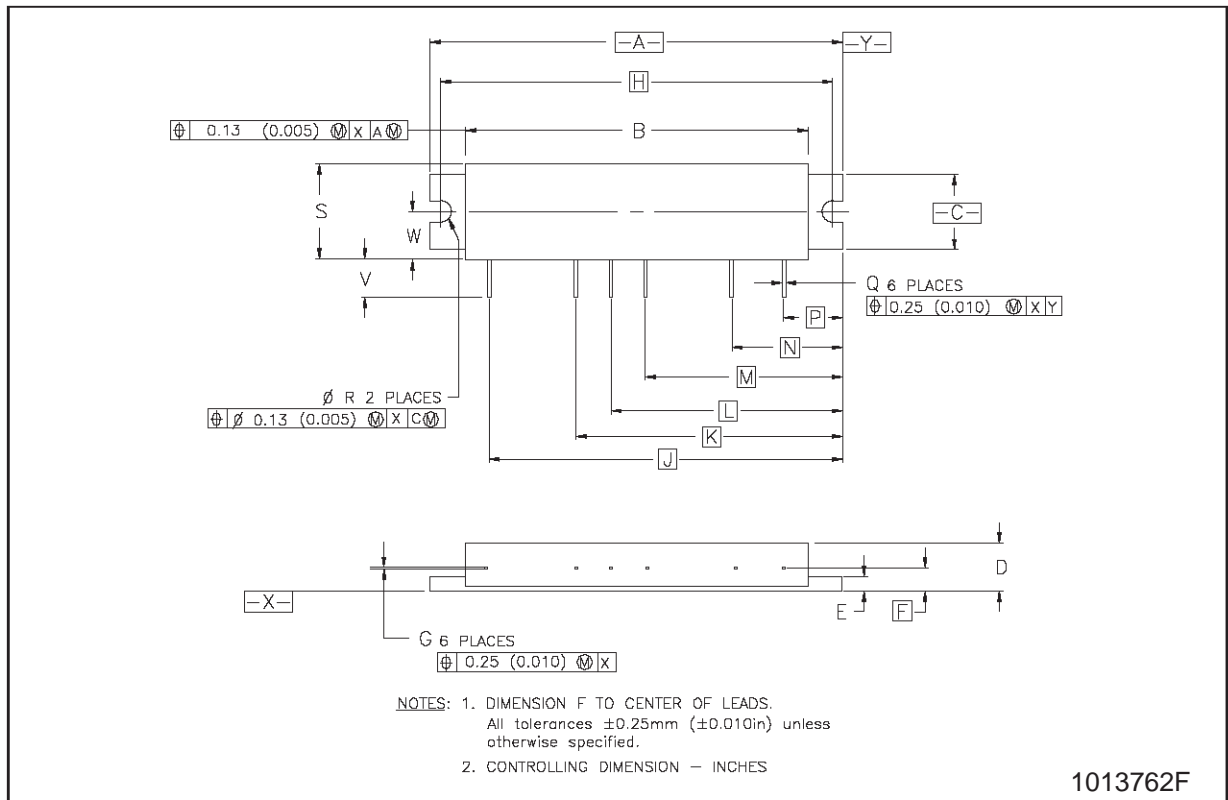 -A-
-Y-
H
⌖ 0.13 (0.005) Ⓜ X A Ⓜ
B
S
W
-C-
V
Q 6 PLACES
⌖ 0.25 (0.010) Ⓜ X Y
P
N
M
Ø R 2 PLACES
⌖ Ø 0.13 (0.005) Ⓜ X C Ⓜ
L
K
J
D
-X-
E
F
G 6 PLACES
⌖ 0.25 (0.010) Ⓜ X
NOTES: 1. DIMENSION F TO CENTER OF LEADS.
All tolerances ±0.25mm (±0.010in) unless
otherwise specified.
2. CONTROLLING DIMENSION – INCHES
1013762F